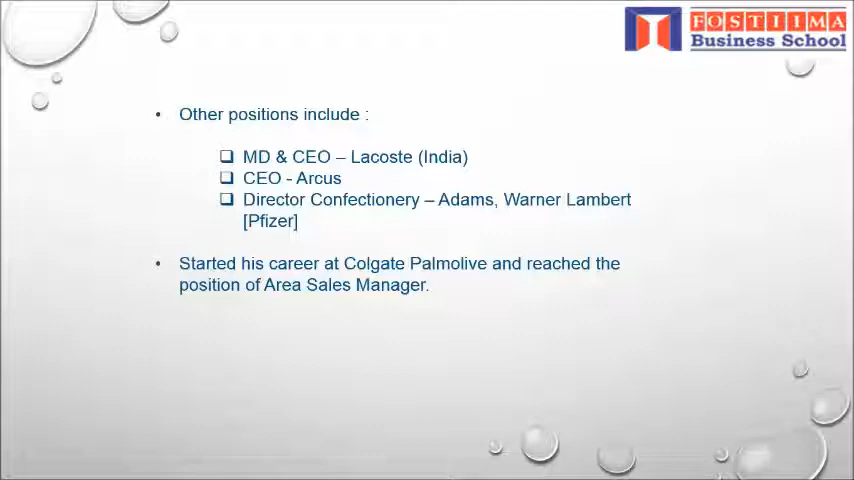 FOSTIIMA
Business School
• Other positions include :
❑ MD & CEO – Lacoste (India)
❑ CEO - Arcus
❑ Director Confectionery – Adams, Warner Lambert
[Pfizer]
• Started his career at Colgate Palmolive and reached the
position of Area Sales Manager.